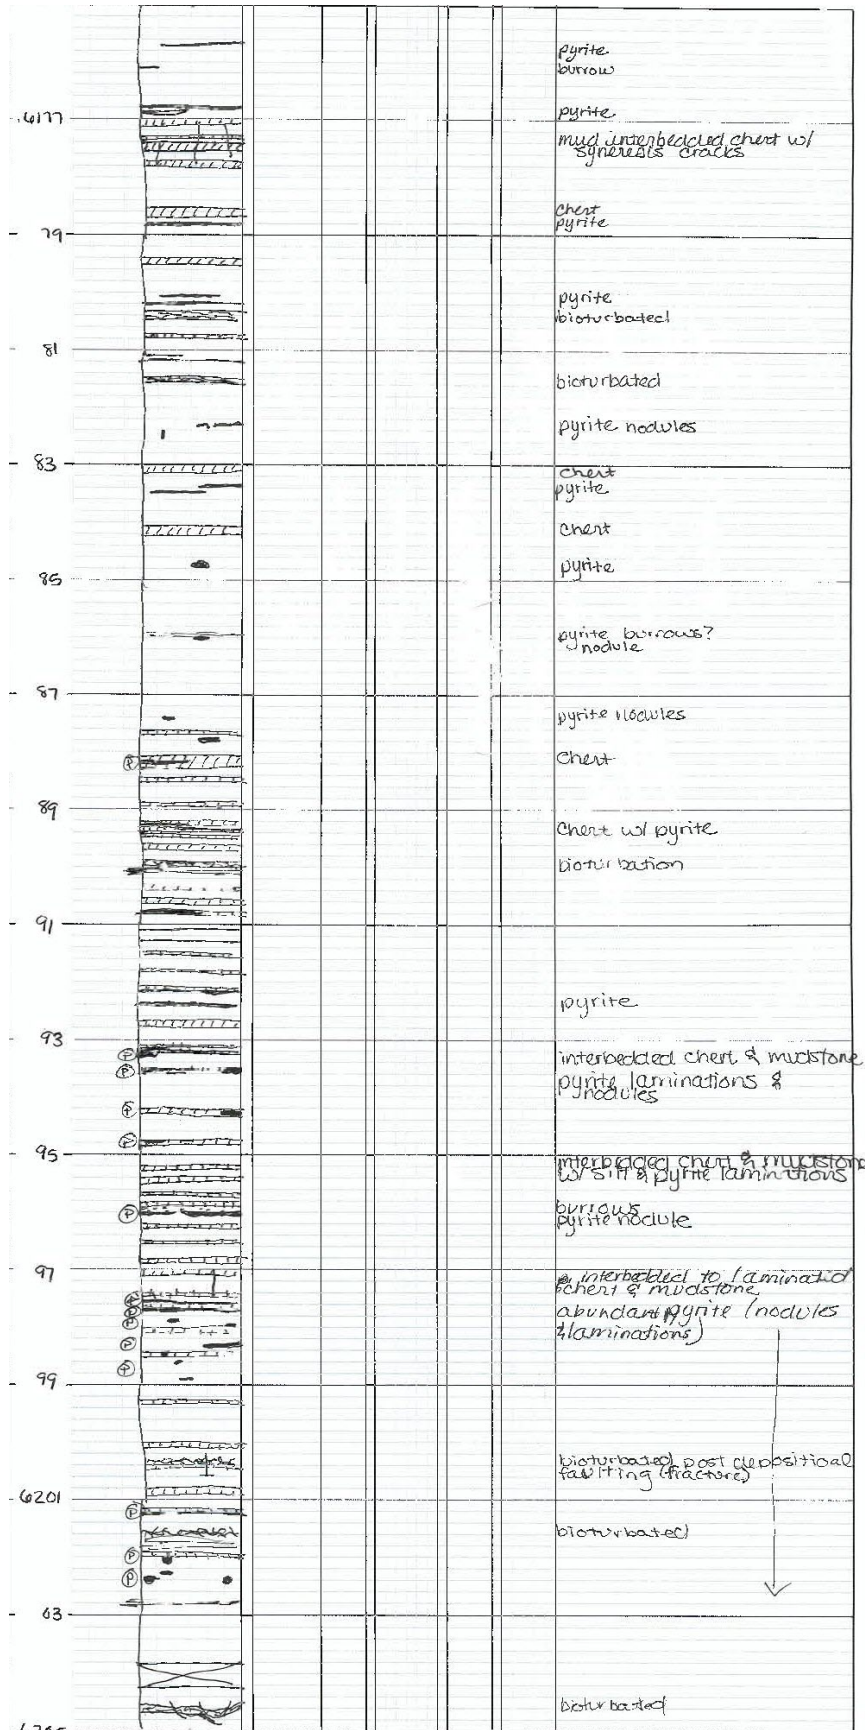 pyrite
burrow
6177
pyrite
mud interbedded chert w/
syneresis cracks
chert
pyrite
79
pyrite
bioturbated
81
bioturbated
pyrite nodules
83
chert
pyrite
chert
pyrite
85
pyrite burrows?
nodule
87
pyrite nodules
P
chert
89
chert w/ pyrite
bioturbation
91
pyrite
93
P
interbedded chert & mudstone
P
pyrite laminations &
nodules
P
P
95
interbedded chert & mudstone
w/ silt & pyrite laminations
burrows
P
pyrite nodule
97
interbedded to laminated
chert & mudstone
P
P
abundant pyrite (nodules
P
& laminations)
P
P
99
bioturbated, post depositional
faulting (fracture)
6201
P
bioturbated
P
P
63
bioturbated